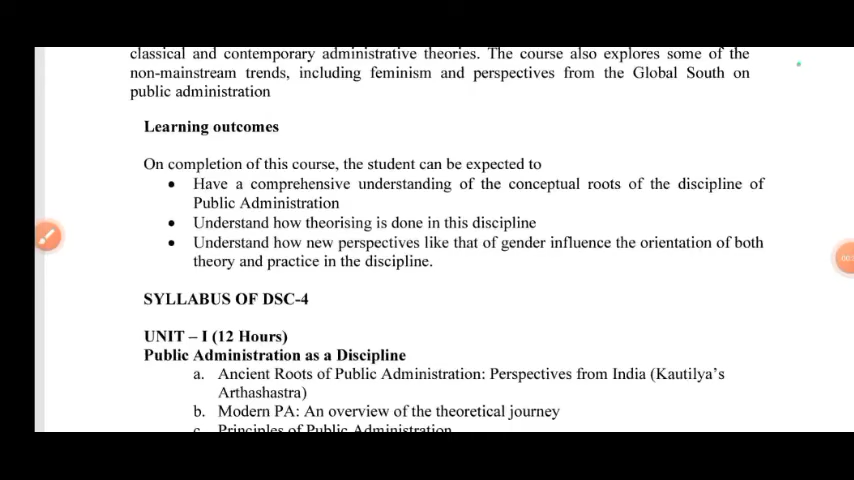 classical and contemporary administrative theories. The course also explores some of the
non-mainstream trends, including feminism and perspectives from the Global South on
public administration
Learning outcomes
On completion of this course, the student can be expected to
• Have a comprehensive understanding of the conceptual roots of the discipline of
Public Administration
• Understand how theorising is done in this discipline
• Understand how new perspectives like that of gender influence the orientation of both
theory and practice in the discipline.
SYLLABUS OF DSC-4
UNIT – I (12 Hours)
Public Administration as a Discipline
a. Ancient Roots of Public Administration: Perspectives from India (Kautilya's
Arthashastra)
b. Modern PA: An overview of the theoretical journey
c. Principles of Public Administration